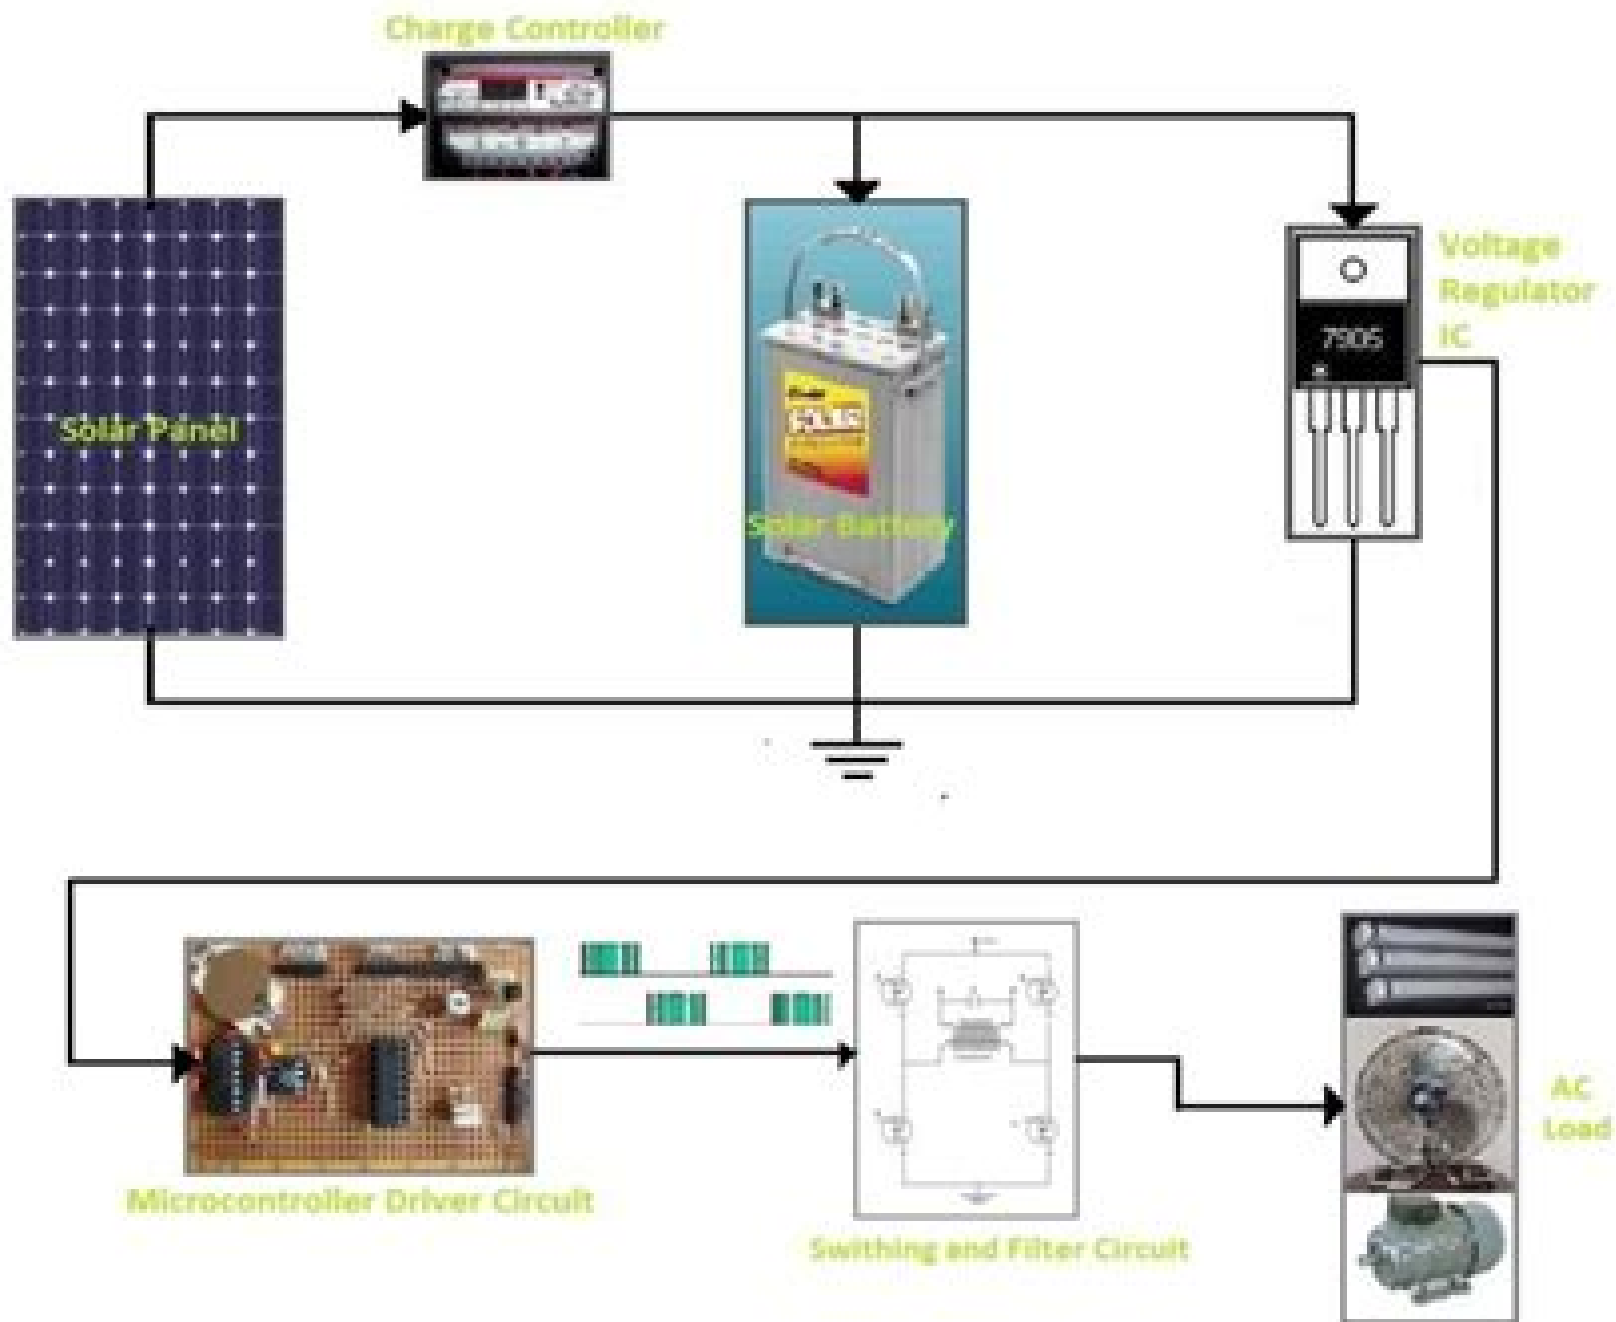 Charge Controller
Voltage
Regulator
IC
7905
Solar Panel
Solar Battery
AC
Load
Microcontroller Driver Circuit
Swithing and Filter Circuit